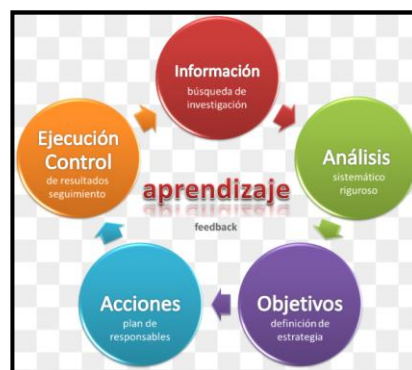 Información
búsqueda de
investigación
Análisis
sistemático
riguroso
Objetivos
definición de
estrategia
Acciones
plan de
responsables
Ejecución
Control
de resultados
seguimiento
aprendizaje
feedback